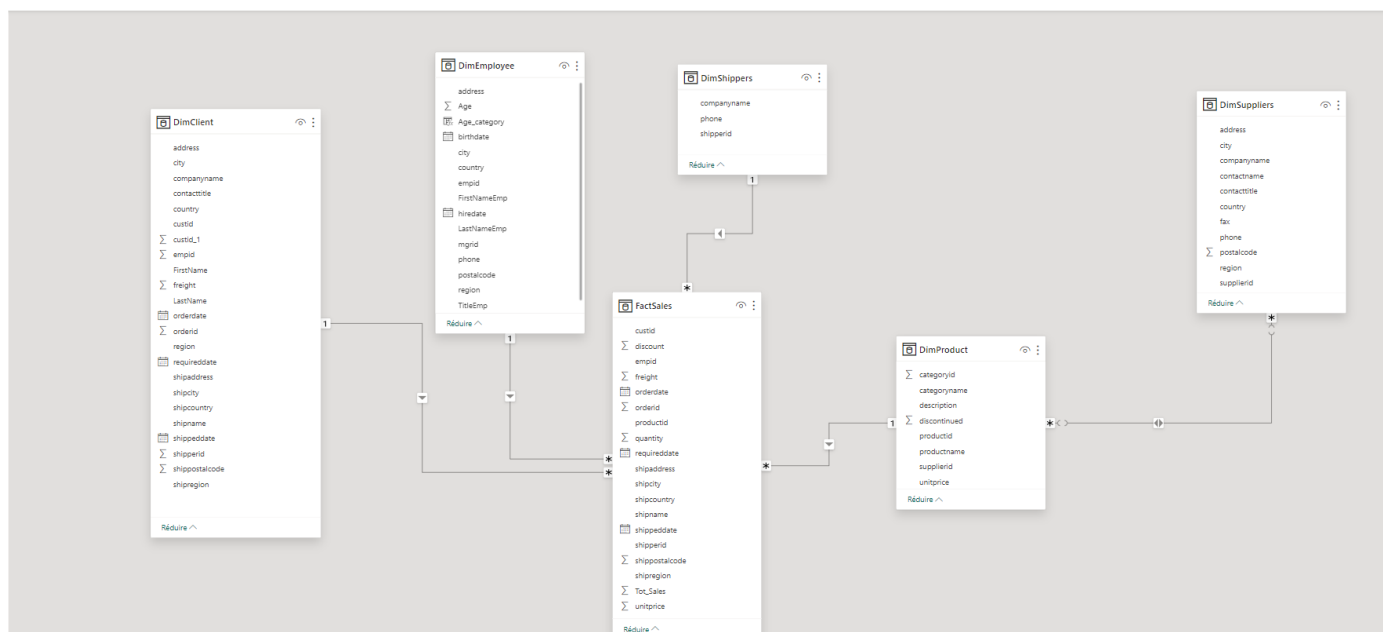 DimClient
address
city
companyname
contacttitle
country
custid
custid_1
empid
FirstName
freight
LastName
orderdate
orderid
region
requireddate
shipaddress
shipcity
shipcountry
shipname
shippeddate
shipperid
shippostalcode
shipregion
Réduire
1
DimEmployee
address
Age
Age_category
birthdate
city
country
empid
FirstNameEmp
hiredate
LastNameEmp
mgrid
phone
postalcode
region
TitleEmp
Réduire
1
DimShippers
companyname
phone
shipperid
Réduire
1
*
FactSales
custid
discount
empid
freight
orderdate
orderid
productid
quantity
requireddate
shipaddress
shipcity
shipcountry
shipname
shippeddate
shipperid
shippostalcode
shipregion
Tot_Sales
unitprice
Réduire
*
*
*
1
DimProduct
categoryid
categoryname
description
discontinued
productid
productname
supplierid
unitprice
Réduire
*
DimSuppliers
address
city
companyname
contactname
contacttitle
country
fax
phone
postalcode
region
supplierid
Réduire
*